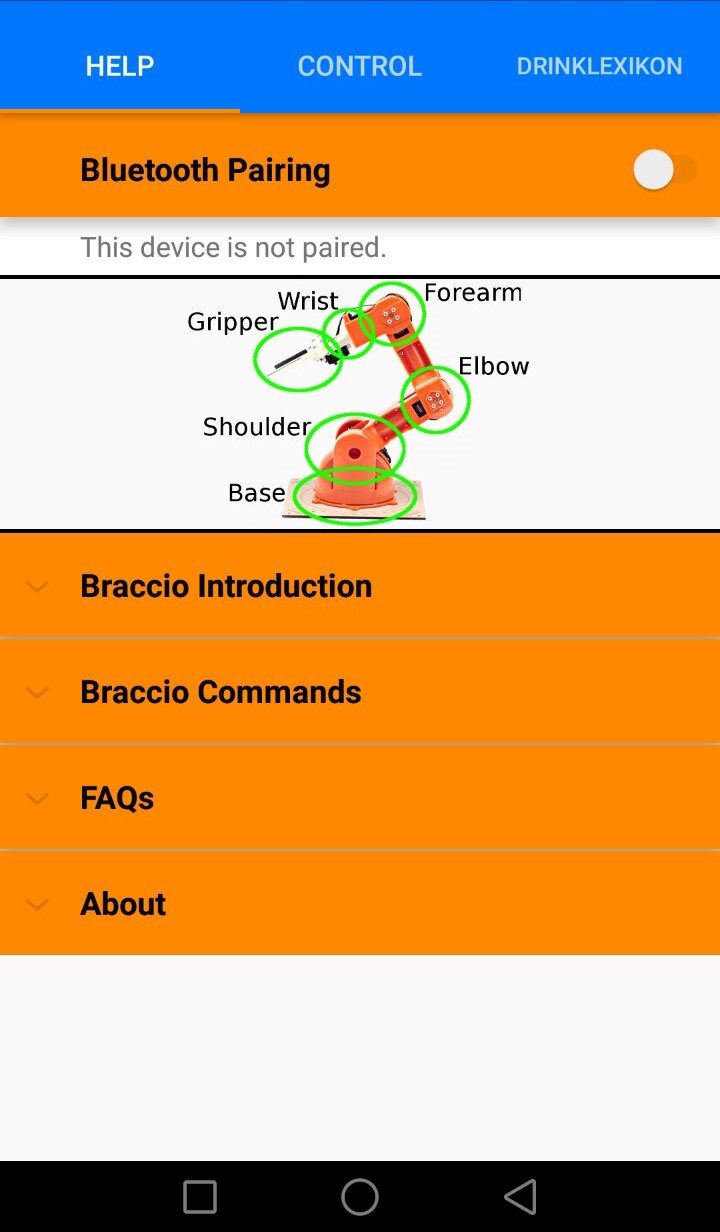 HELP
CONTROL
DRINKLEXIKON
Bluetooth Pairing
This device is not paired.
Wrist
Forearm
Gripper
Elbow
Shoulder
Base
Braccio Introduction
Braccio Commands
FAQs
About